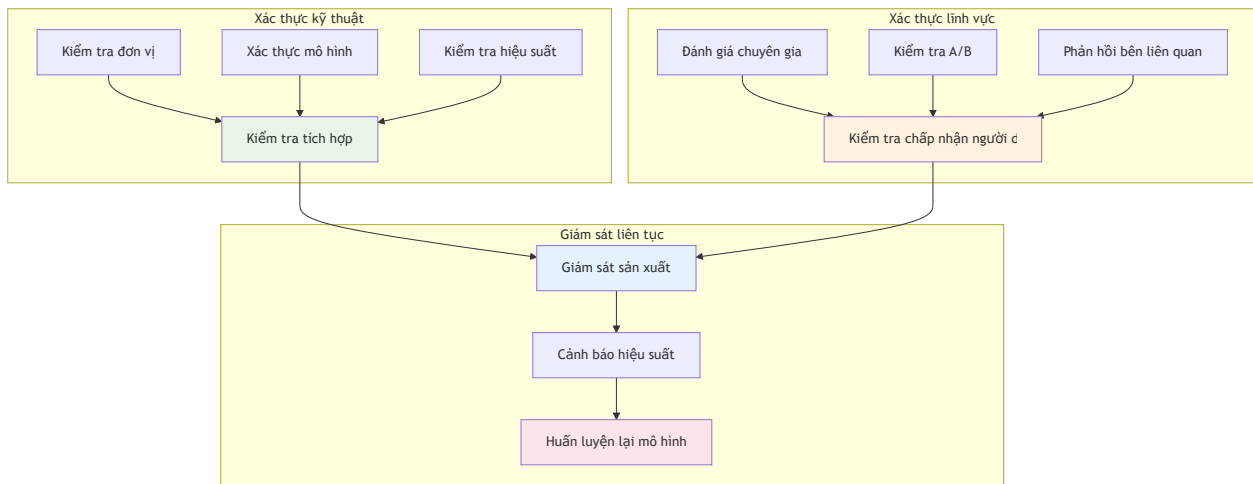 Xác thực kỹ thuật
Kiểm tra đơn vị
Xác thực mô hình
Kiểm tra hiệu suất
Kiểm tra tích hợp
Xác thực lĩnh vực
Đánh giá chuyên gia
Kiểm tra A/B
Phản hồi bên liên quan
Kiểm tra chấp nhận người
Giám sát liên tục
Giám sát sản xuất
Cảnh báo hiệu suất
Huấn luyện lại mô hình